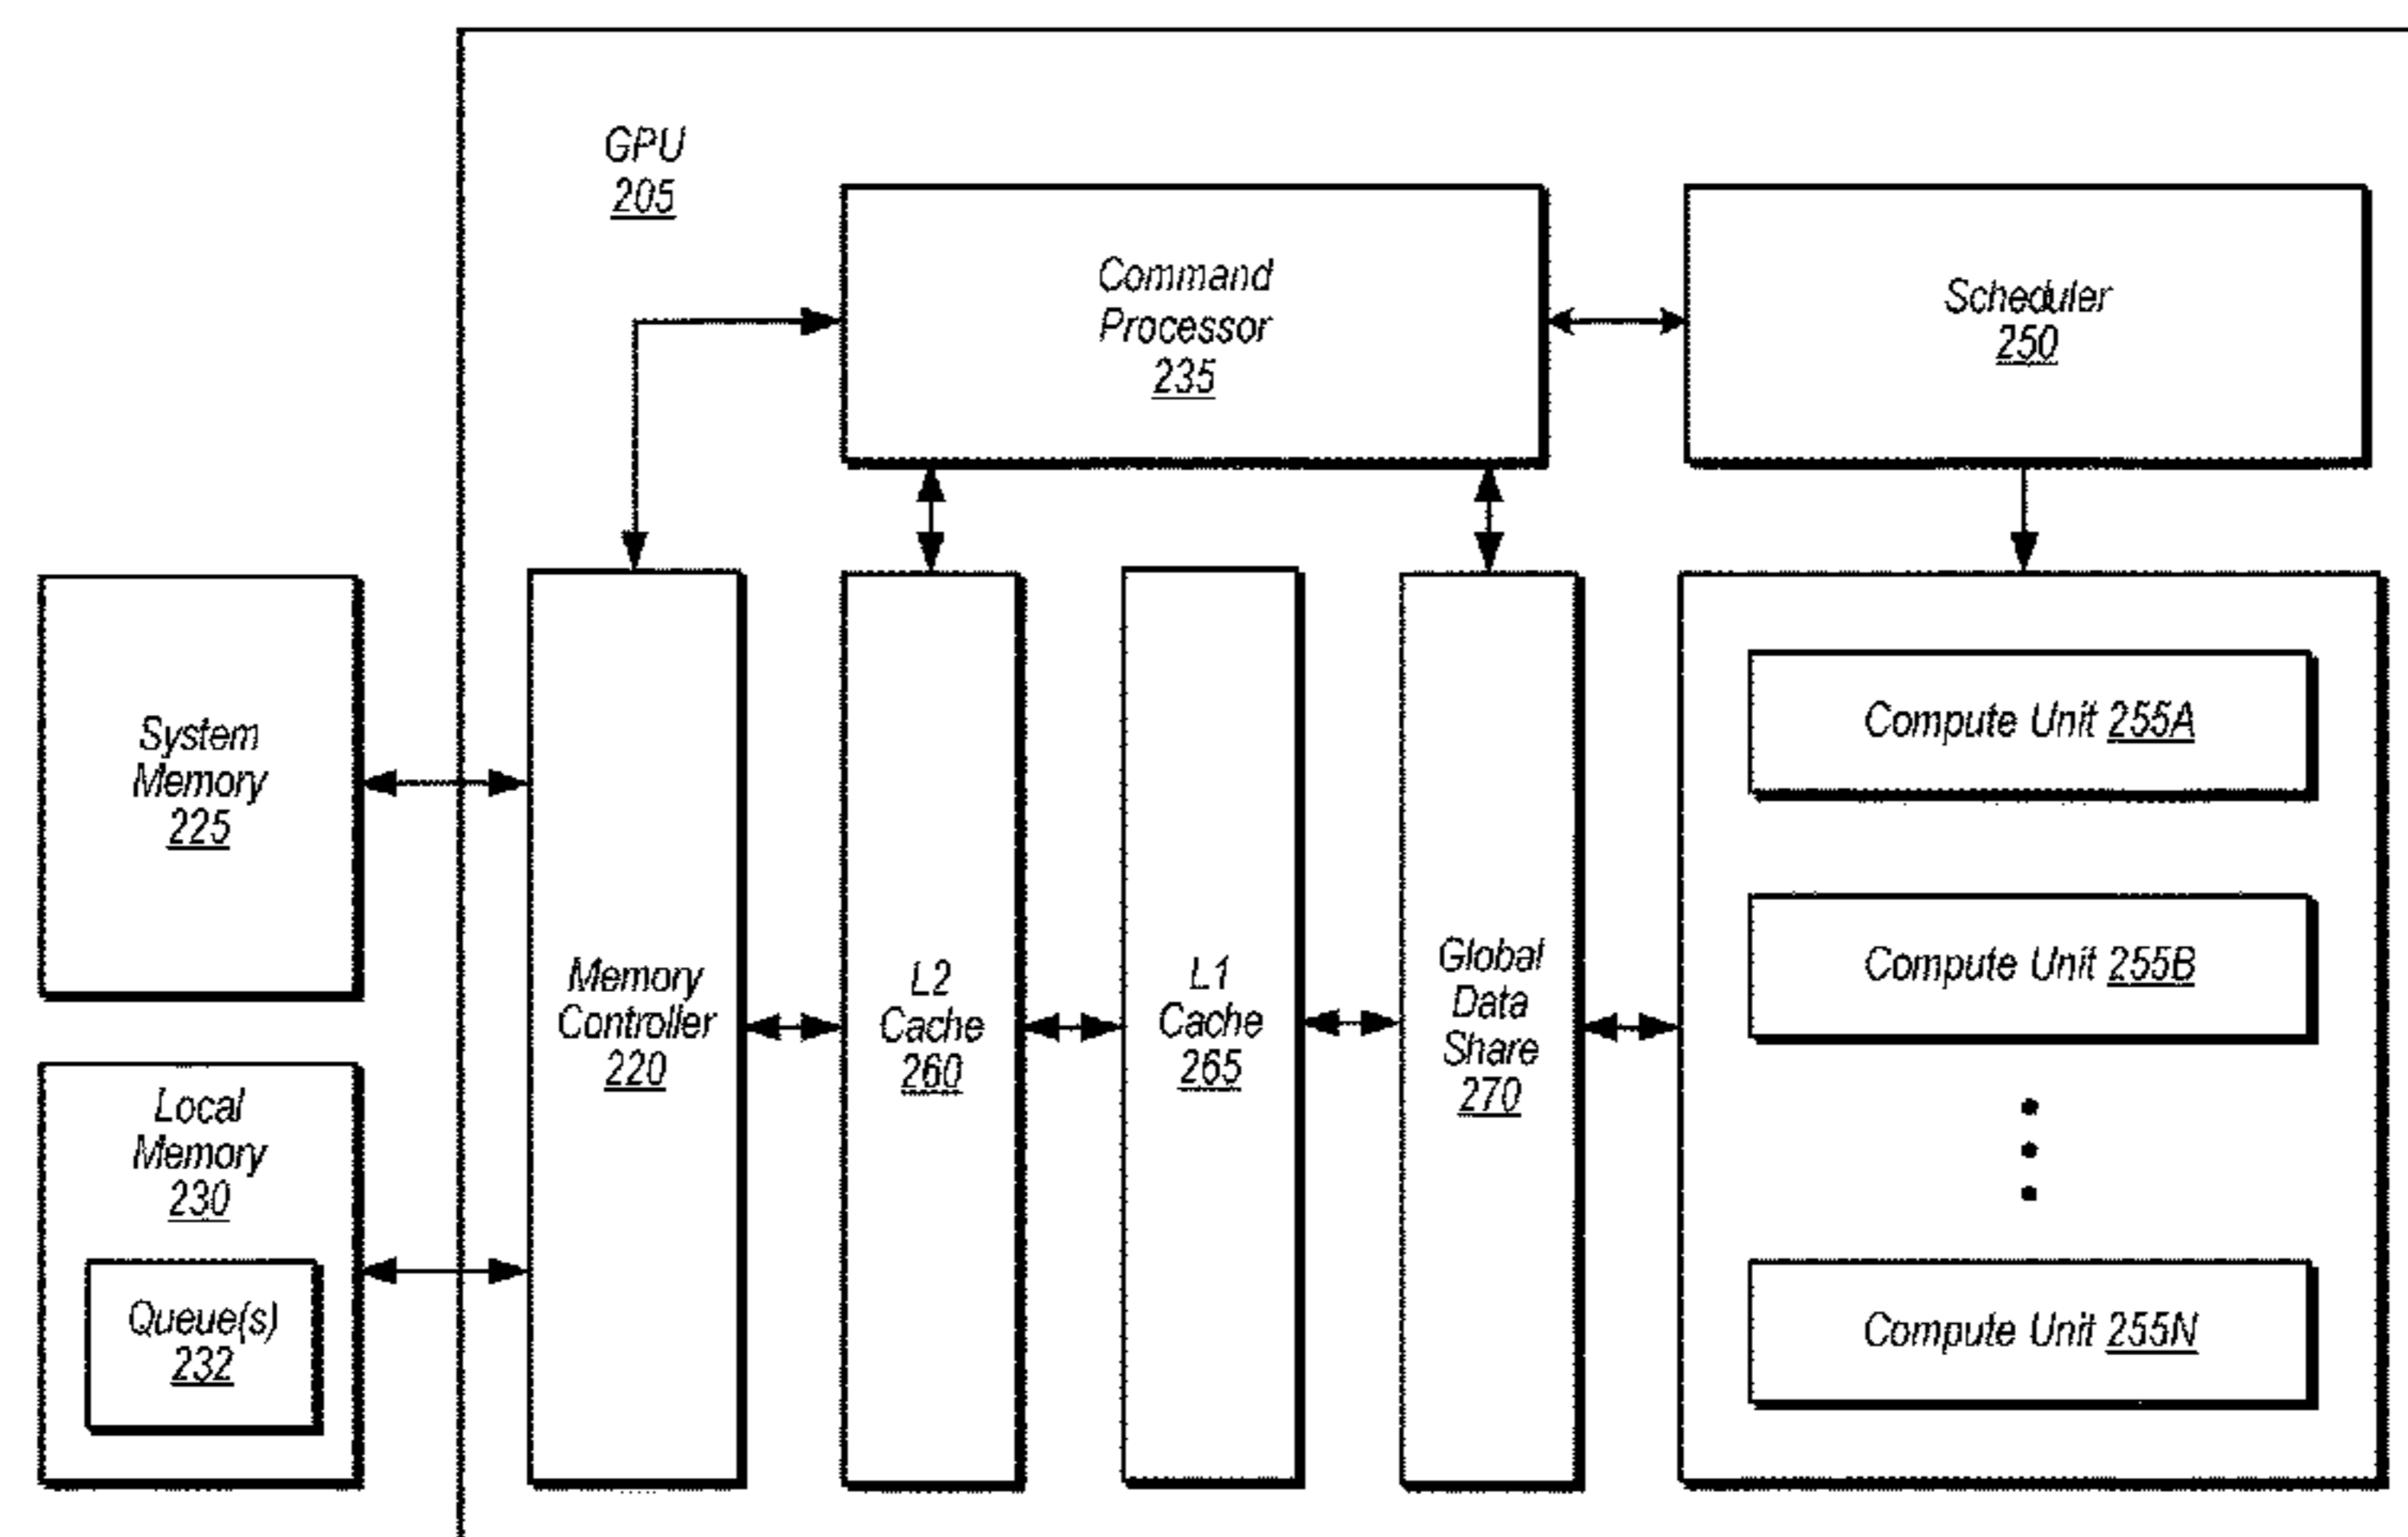 GPU
205
Command
Processor
235
Scheduler
250
System
Memory
225
Local
Memory
230
Queue(s)
232
Memory
Controller
220
L2
Cache
260
L1
Cache
265
Global
Data
Share
270
Compute Unit 255A
Compute Unit 255B
Compute Unit 255N